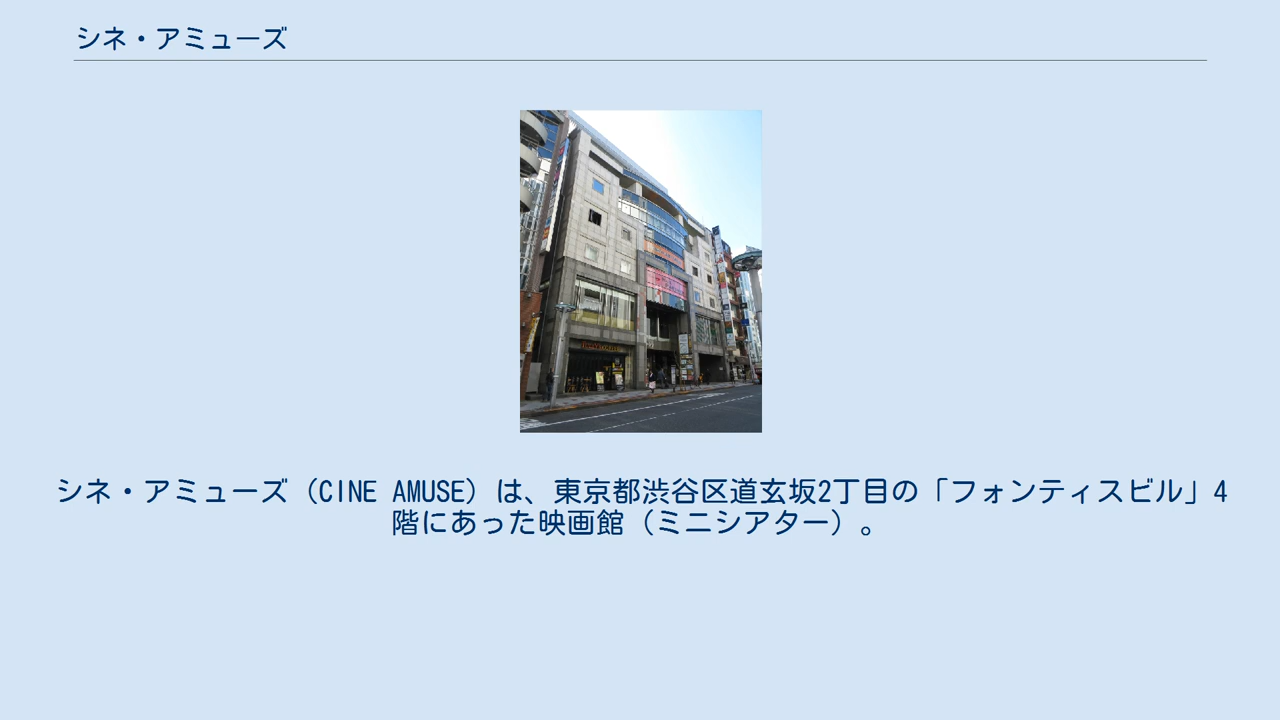 シネ・アミューズ
シネ・アミューズ（CINE AMUSE）は、東京都渋谷区道玄坂2丁目の「フォンティスビル」4
階にあった映画館（ミニシアター）。